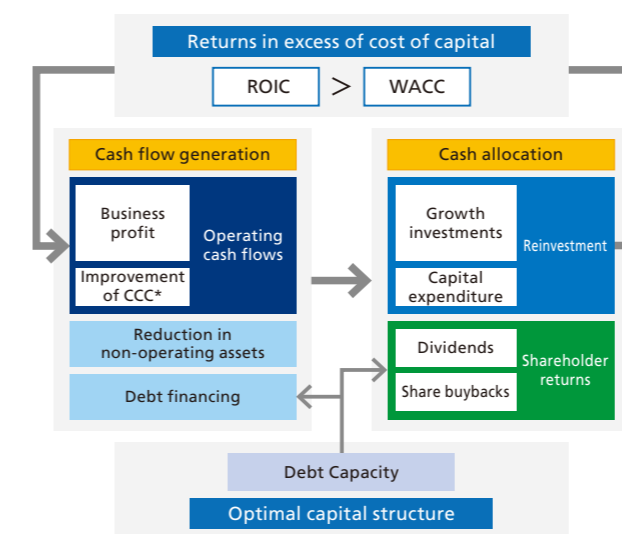 Returns in excess of cost of capital
ROIC > WACC
Cash flow generation
Business
profit
Operating
cash flows
Improvement
of CCC*
Reduction in
non-operating assets
Debt financing
Cash allocation
Growth
investments
Reinvestment
Capital
expenditure
Dividends
Shareholder
returns
Share buybacks
Debt Capacity
Optimal capital structure